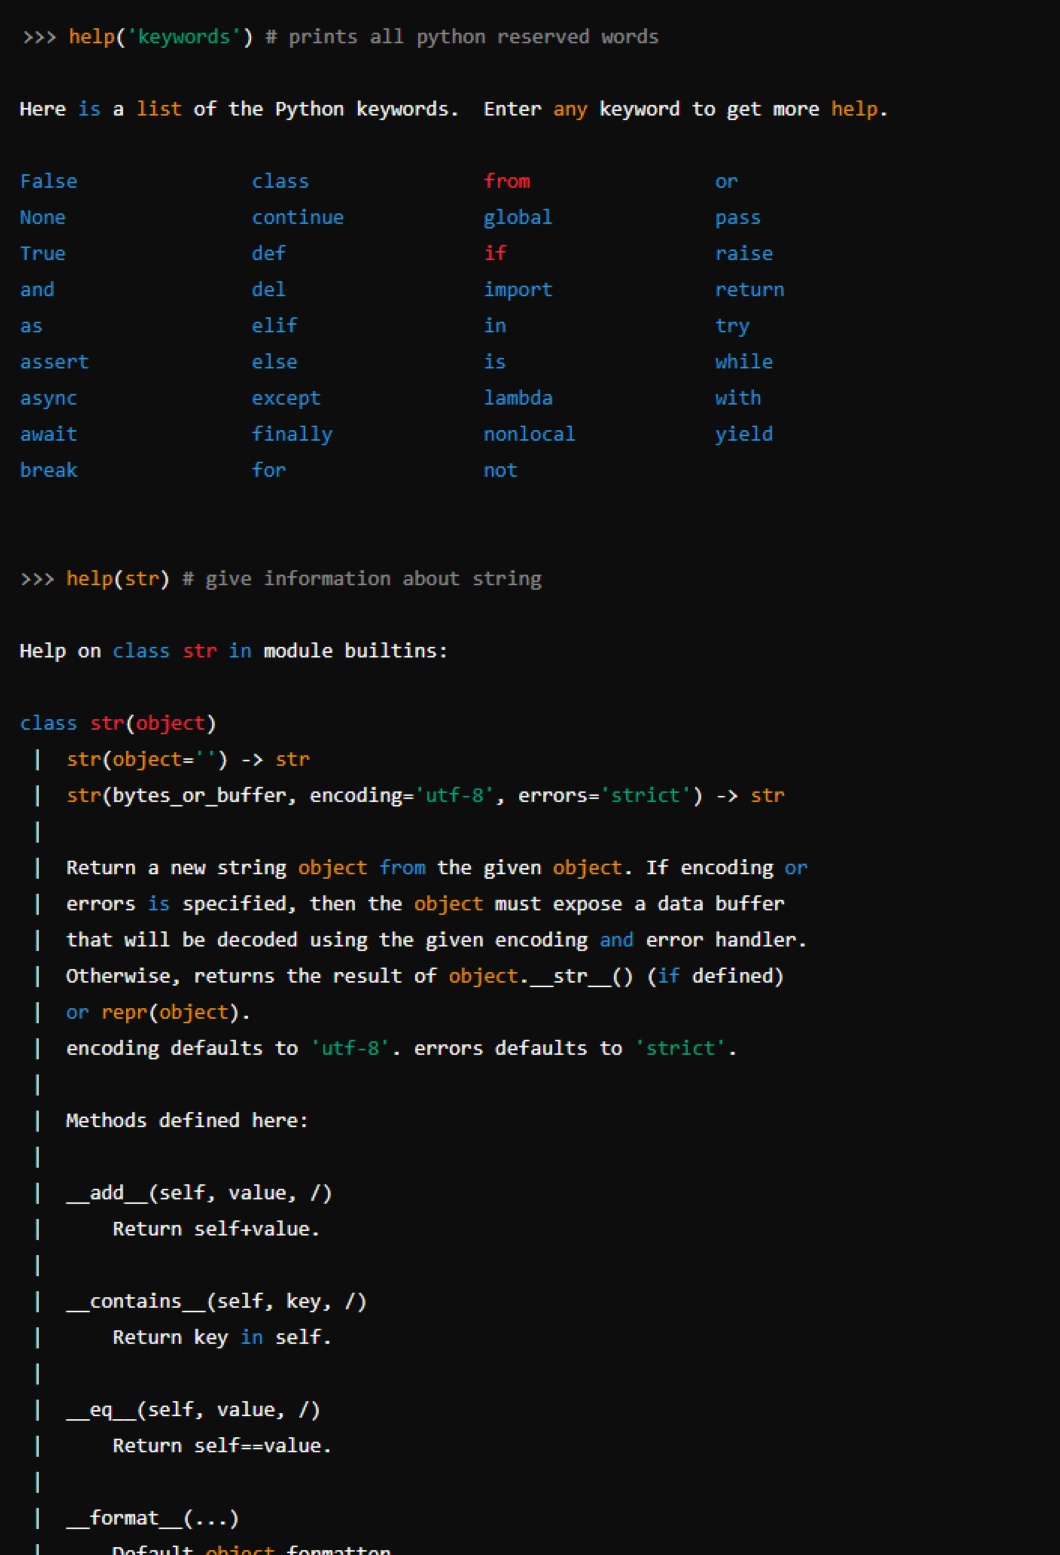 >>> help('keywords') # prints all python reserved words
Here is a list of the Python keywords.  Enter any keyword to get more help.
False               class               from                or
None                continue            global              pass
True                def                 if                  raise
and                 del                 import              return
as                  elif                in                  try
assert              else                is                  while
async               except              lambda              with
await               finally             nonlocal            yield
break               for                 not
>>> help(str) # give information about string
Help on class str in module builtins:
class str(object)
 |  str(object='') -> str
 |  str(bytes_or_buffer, encoding='utf-8', errors='strict') -> str
 |
 |  Return a new string object from the given object. If encoding or
 |  errors is specified, then the object must expose a data buffer
 |  that will be decoded using the given encoding and error handler.
 |  Otherwise, returns the result of object.__str__() (if defined)
 |  or repr(object).
 |  encoding defaults to 'utf-8'. errors defaults to 'strict'.
 |
 |  Methods defined here:
 |
 |  __add__(self, value, /)
 |      Return self+value.
 |
 |  __contains__(self, key, /)
 |      Return key in self.
 |
 |  __eq__(self, value, /)
 |      Return self==value.
 |
 |  __format__(...)
 |      Default object formatter